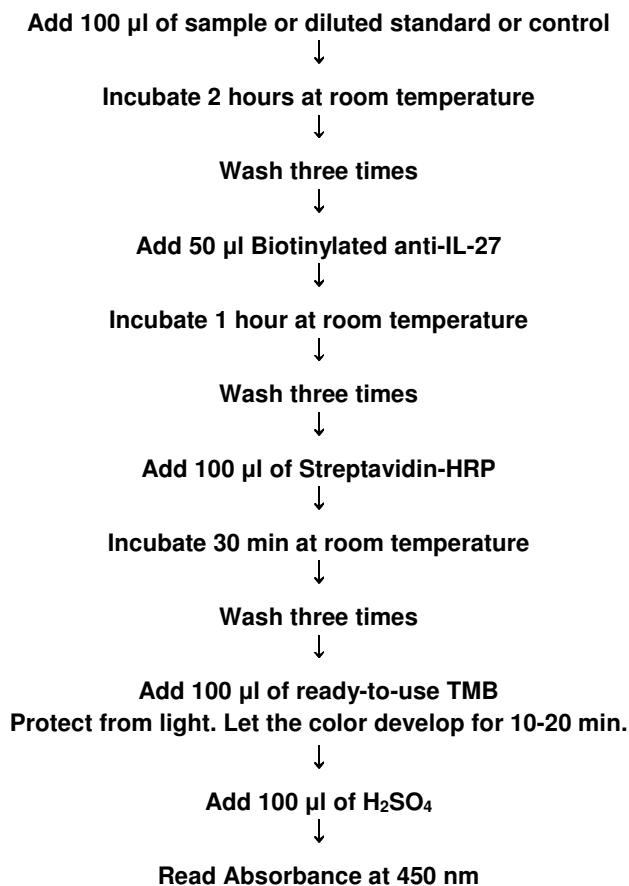 Add 100 µl of sample or diluted standard or control
↓
Incubate 2 hours at room temperature
↓
Wash three times
↓
Add 50 µl Biotinylated anti-IL-27
↓
Incubate 1 hour at room temperature
↓
Wash three times
↓
Add 100 µl of Streptavidin-HRP
↓
Incubate 30 min at room temperature
↓
Wash three times
↓
Add 100 µl of ready-to-use TMB
Protect from light. Let the color develop for 10-20 min.
↓
Add 100 µl of H₂SO₄
↓
Read Absorbance at 450 nm